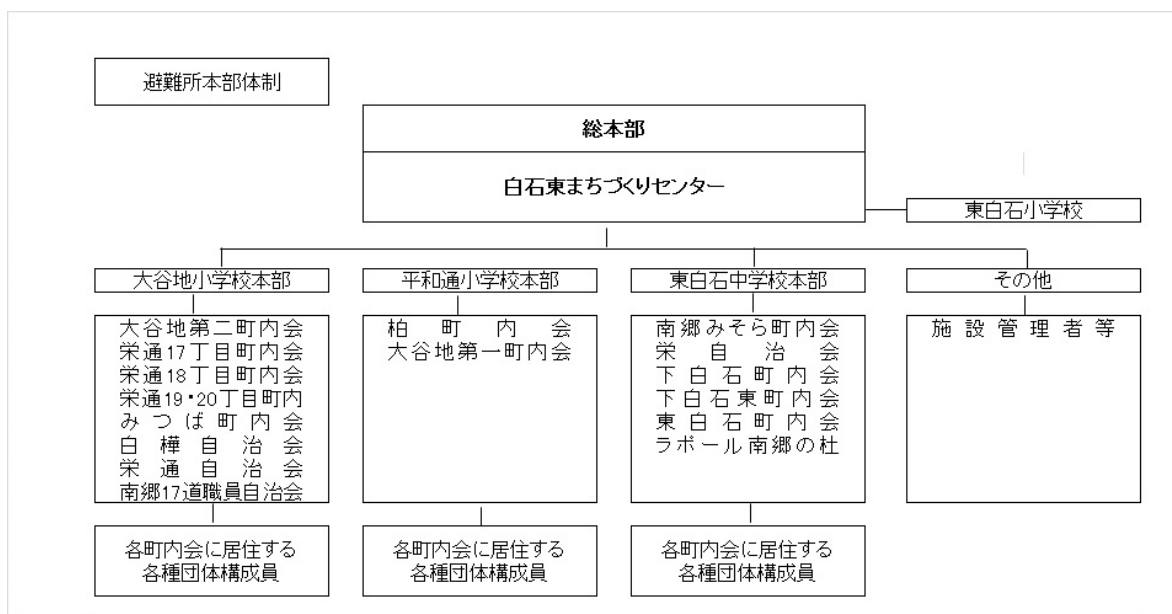 避難所本部体制
総本部
白石東まちづくりセンター
東白石小学校
大谷地小学校本部
平和通小学校本部
東白石中学校本部
その他
大谷地第二町内会
栄通17丁目町内会
栄通18丁目町内会
栄通19・20丁目町内
みつば町内会
白樺自治会
栄通自治会
南郷17道職員自治会
柏町内会
大谷地第一町内会
南郷みそら町内会
栄自治会
下白石町内会
下白石東町内会
東白石町内会
ラボール南郷の杜
施設管理者等
各町内会に居住する
各種団体構成員
各町内会に居住する
各種団体構成員
各町内会に居住する
各種団体構成員